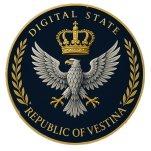 DIGITAL STATE
REPUBLIC OF VESTINA